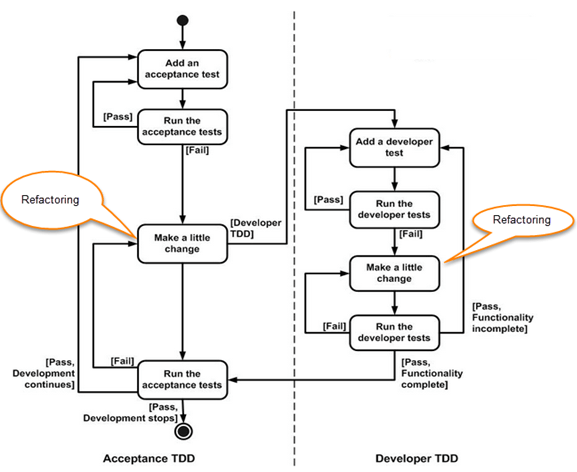 Add an
acceptance test
[Pass]
Run the
acceptance tests
[Fail]
Refactoring
Make a little
change
[Developer
TDD]
[Fail]
[Pass,
Development
continues]
Run the
acceptance tests
[Pass,
Development stops]
Acceptance TDD
Add a developer
test
[Pass]
Run the
developer tests
[Fail]
Refactoring
Make a little
change
[Fail]
Run the
developer tests
[Pass,
Functionality
incomplete]
[Pass,
Functionality
complete]
Developer TDD